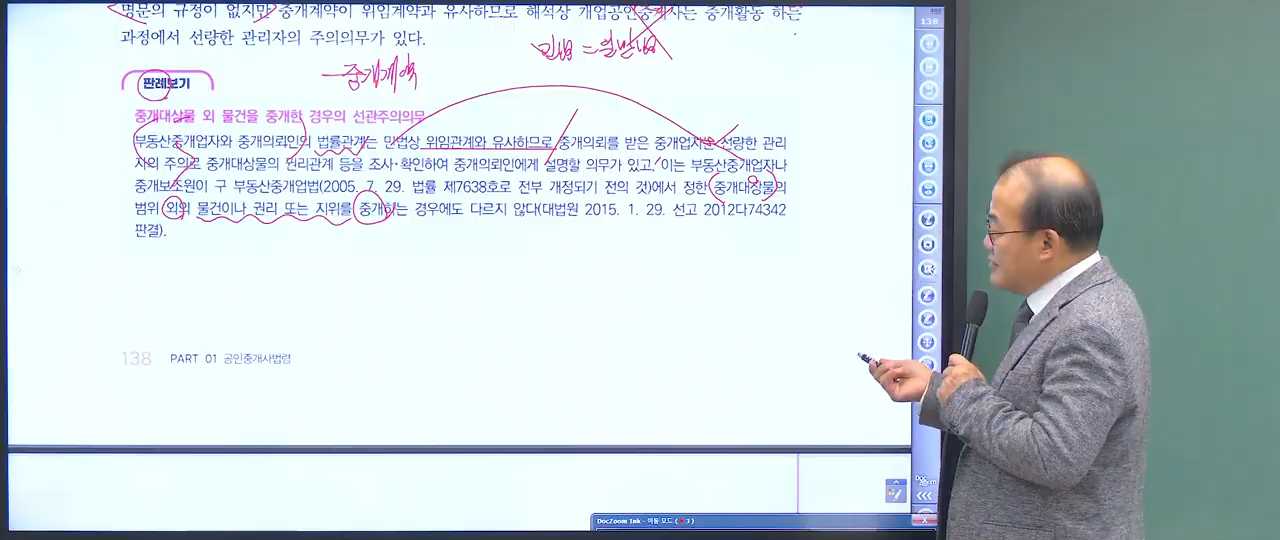 명문의 규정이 없지만 중개계약이 위임계약과 유사하므로 해석상 개업공인중개사는 중개활동 하는
과정에서 선량한 관리자의 주의의무가 있다.
민법 = 일반법
중개계약
판례보기
중개대상물 외 물건을 중개한 경우의 선관주의의무
부동산중개업자와 중개의뢰인의 법률관계는 민법상 위임관계와 유사하므로 중개의뢰를 받은 중개업자는 선량한 관리
자의 주의로 중개대상물의 권리관계 등을 조사·확인하여 중개의뢰인에게 설명할 의무가 있고, 이는 부동산중개업자나
중개보조원이 구 부동산중개업법(2005. 7. 29. 법률 제7638호로 전부 개정되기 전의 것)에서 정한 중개대상물의
범위 외의 물건이나 권리 또는 지위를 중개하는 경우에도 다르지 않다(대법원 2015. 1. 29. 선고 2012다74342
판결).
138 PART 01 공인중개사법령
448
138
DocZoom
DocZoom Ink - 이동 모드 ( 3 )